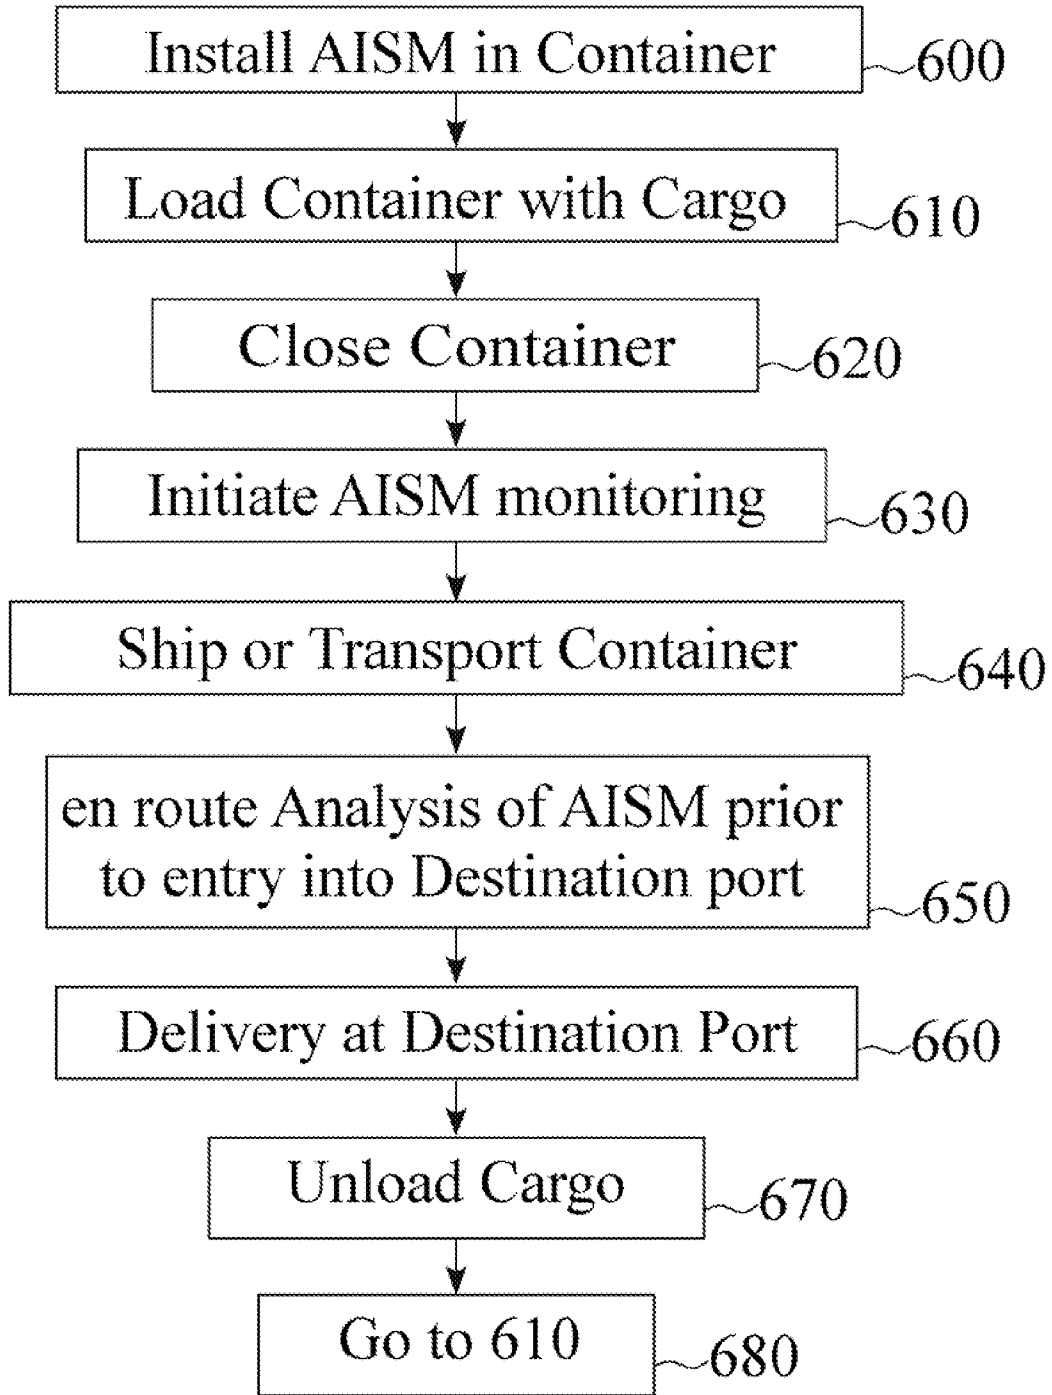 Install AISM in Container
600
Load Container with Cargo
610
Close Container
620
Initiate AISM monitoring
630
Ship or Transport Container
640
en route Analysis of AISM prior
to entry into Destination port
650
Delivery at Destination Port
660
Unload Cargo
670
Go to 610
680